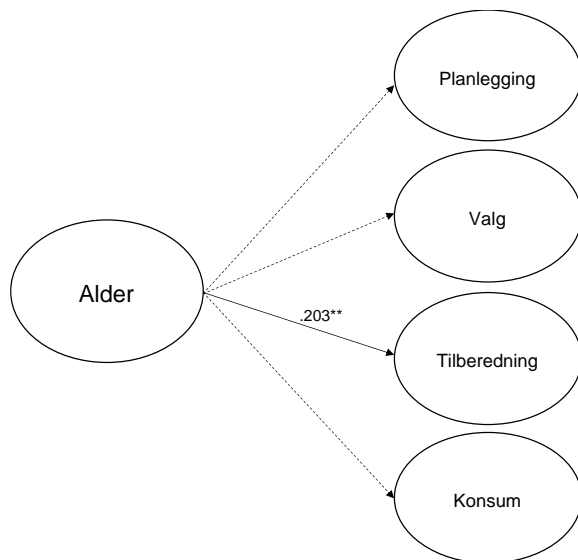 Planlegging
Valg
Alder
.203**
Tilberedning
Konsum